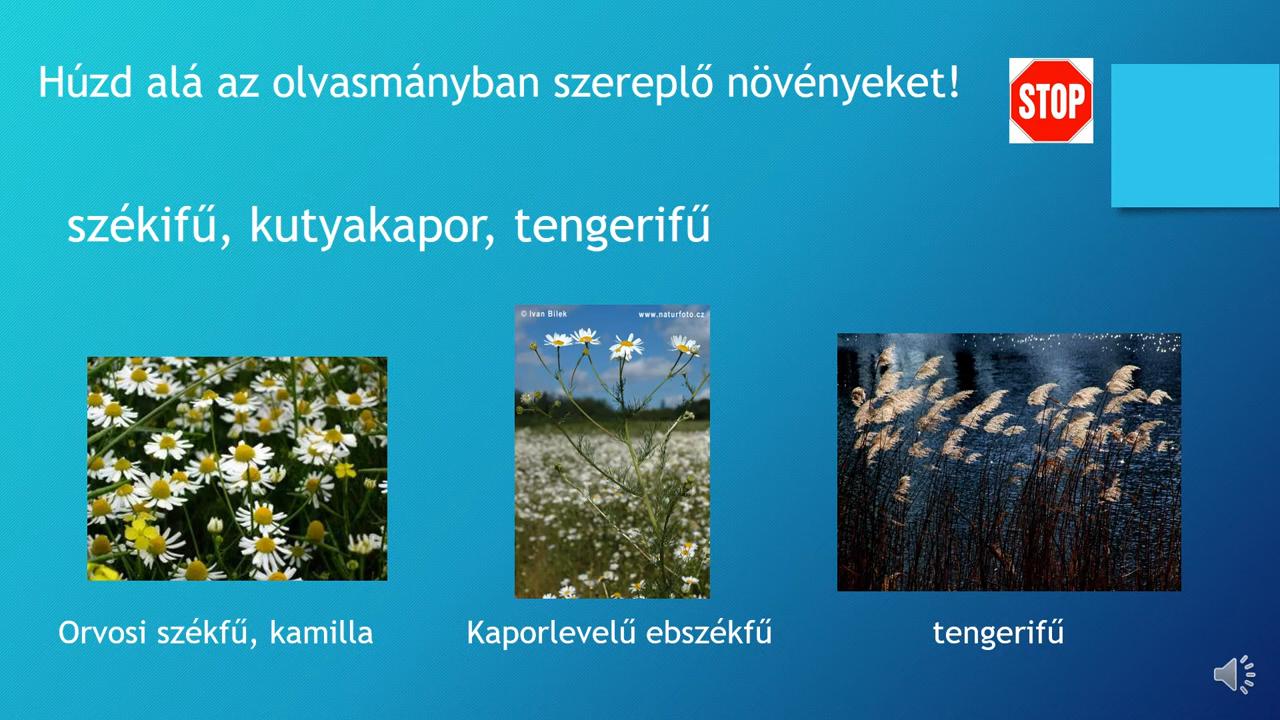 Húzd alá az olvasmányban szereplő növényeket!
STOP
székifű, kutyakapor, tengerifű
© Ivan Bílek www.naturfoto.cz
Orvosi székfű, kamilla
Kaporlevelű ebszékfű
tengerifű